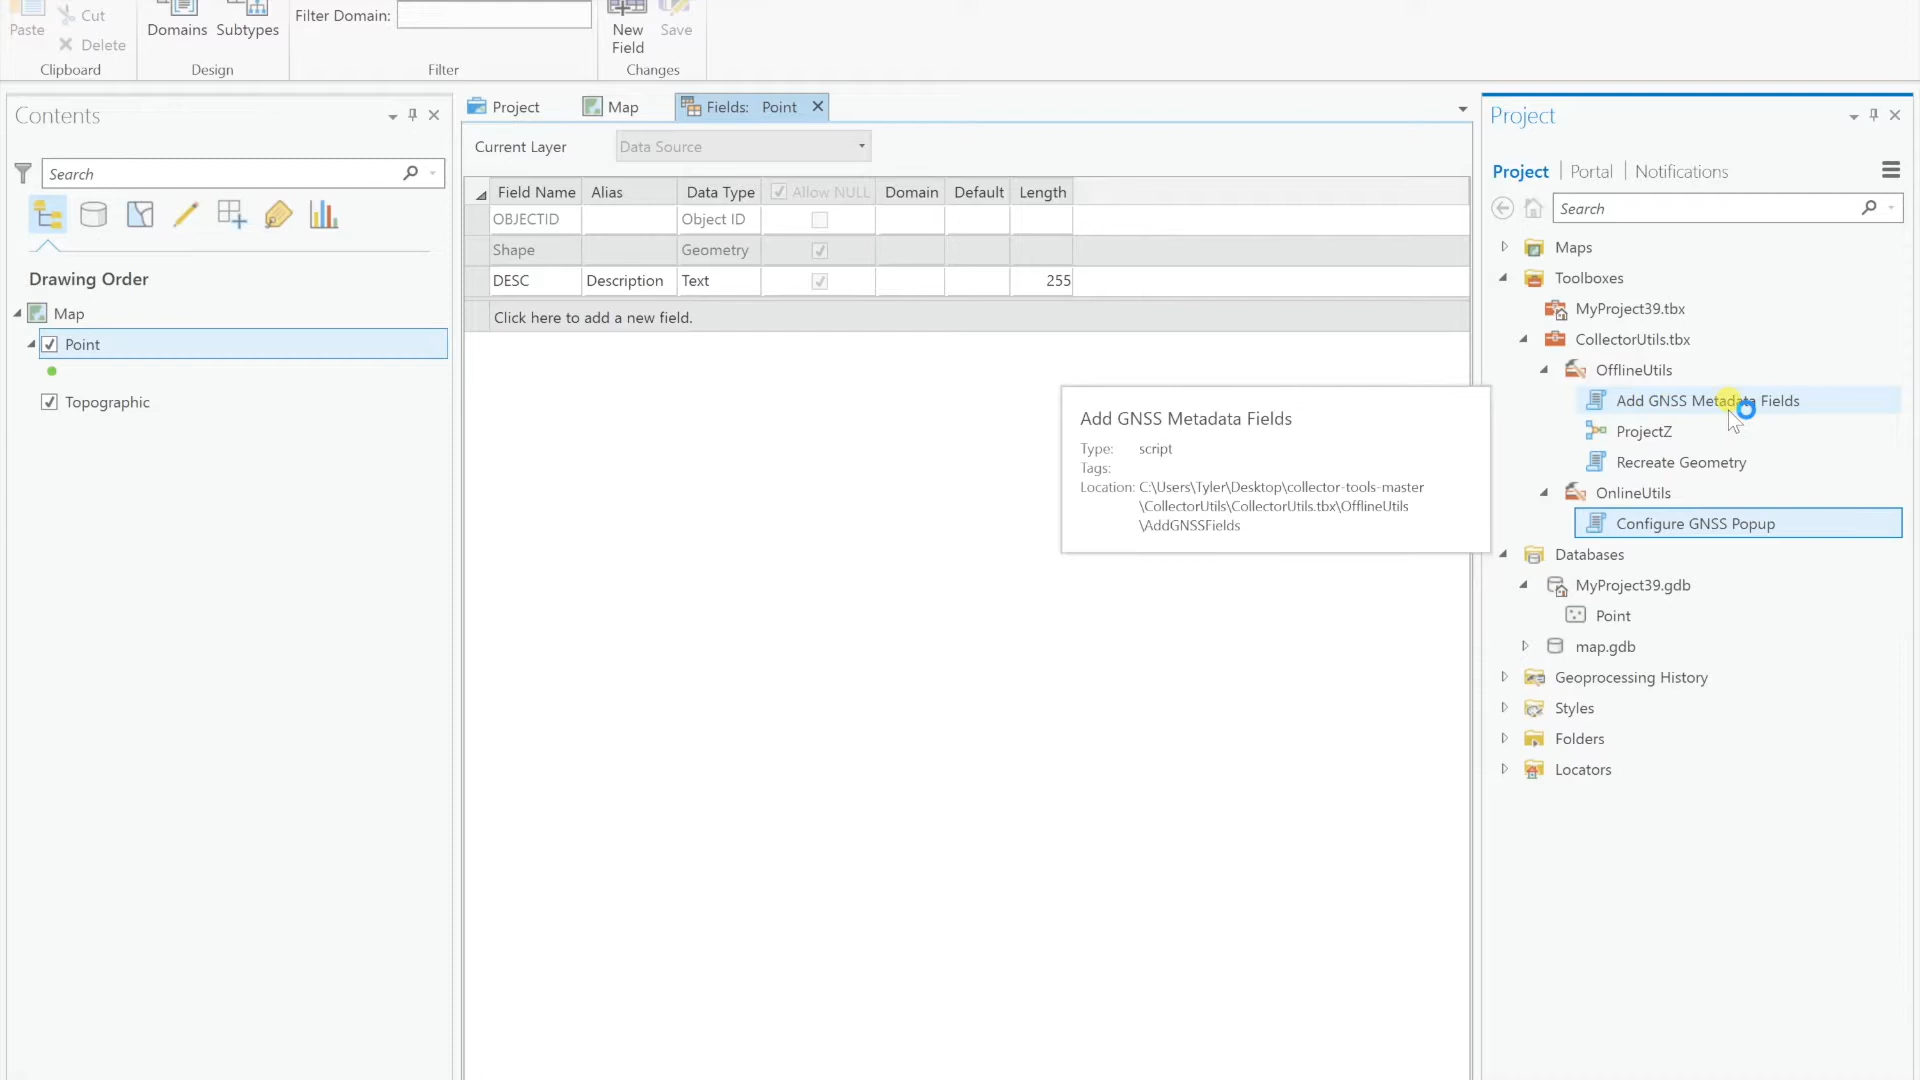 Paste
Cut
Delete
Clipboard
Domains
Subtypes
Design
Filter Domain:
Filter
New
Field
Save
Changes
Contents
Search
Drawing Order
Map
Point
Topographic
Project
Map
Fields: Point
Current Layer
Data Source
Field Name Alias Data Type Allow NULL Domain Default Length
OBJECTID Object ID
Shape Geometry
DESC Description Text 255
Click here to add a new field.
Add GNSS Metadata Fields
Type: script
Tags:
Location: C:\Users\Tyler\Desktop\collector-tools-master
\CollectorUtils\CollectorUtils.tbx\OfflineUtils
\AddGNSSFields
Project
Project Portal Notifications
Search
Maps
Toolboxes
MyProject39.tbx
CollectorUtils.tbx
OfflineUtils
Add GNSS Metadata Fields
ProjectZ
Recreate Geometry
OnlineUtils
Configure GNSS Popup
Databases
MyProject39.gdb
Point
map.gdb
Geoprocessing History
Styles
Folders
Locators